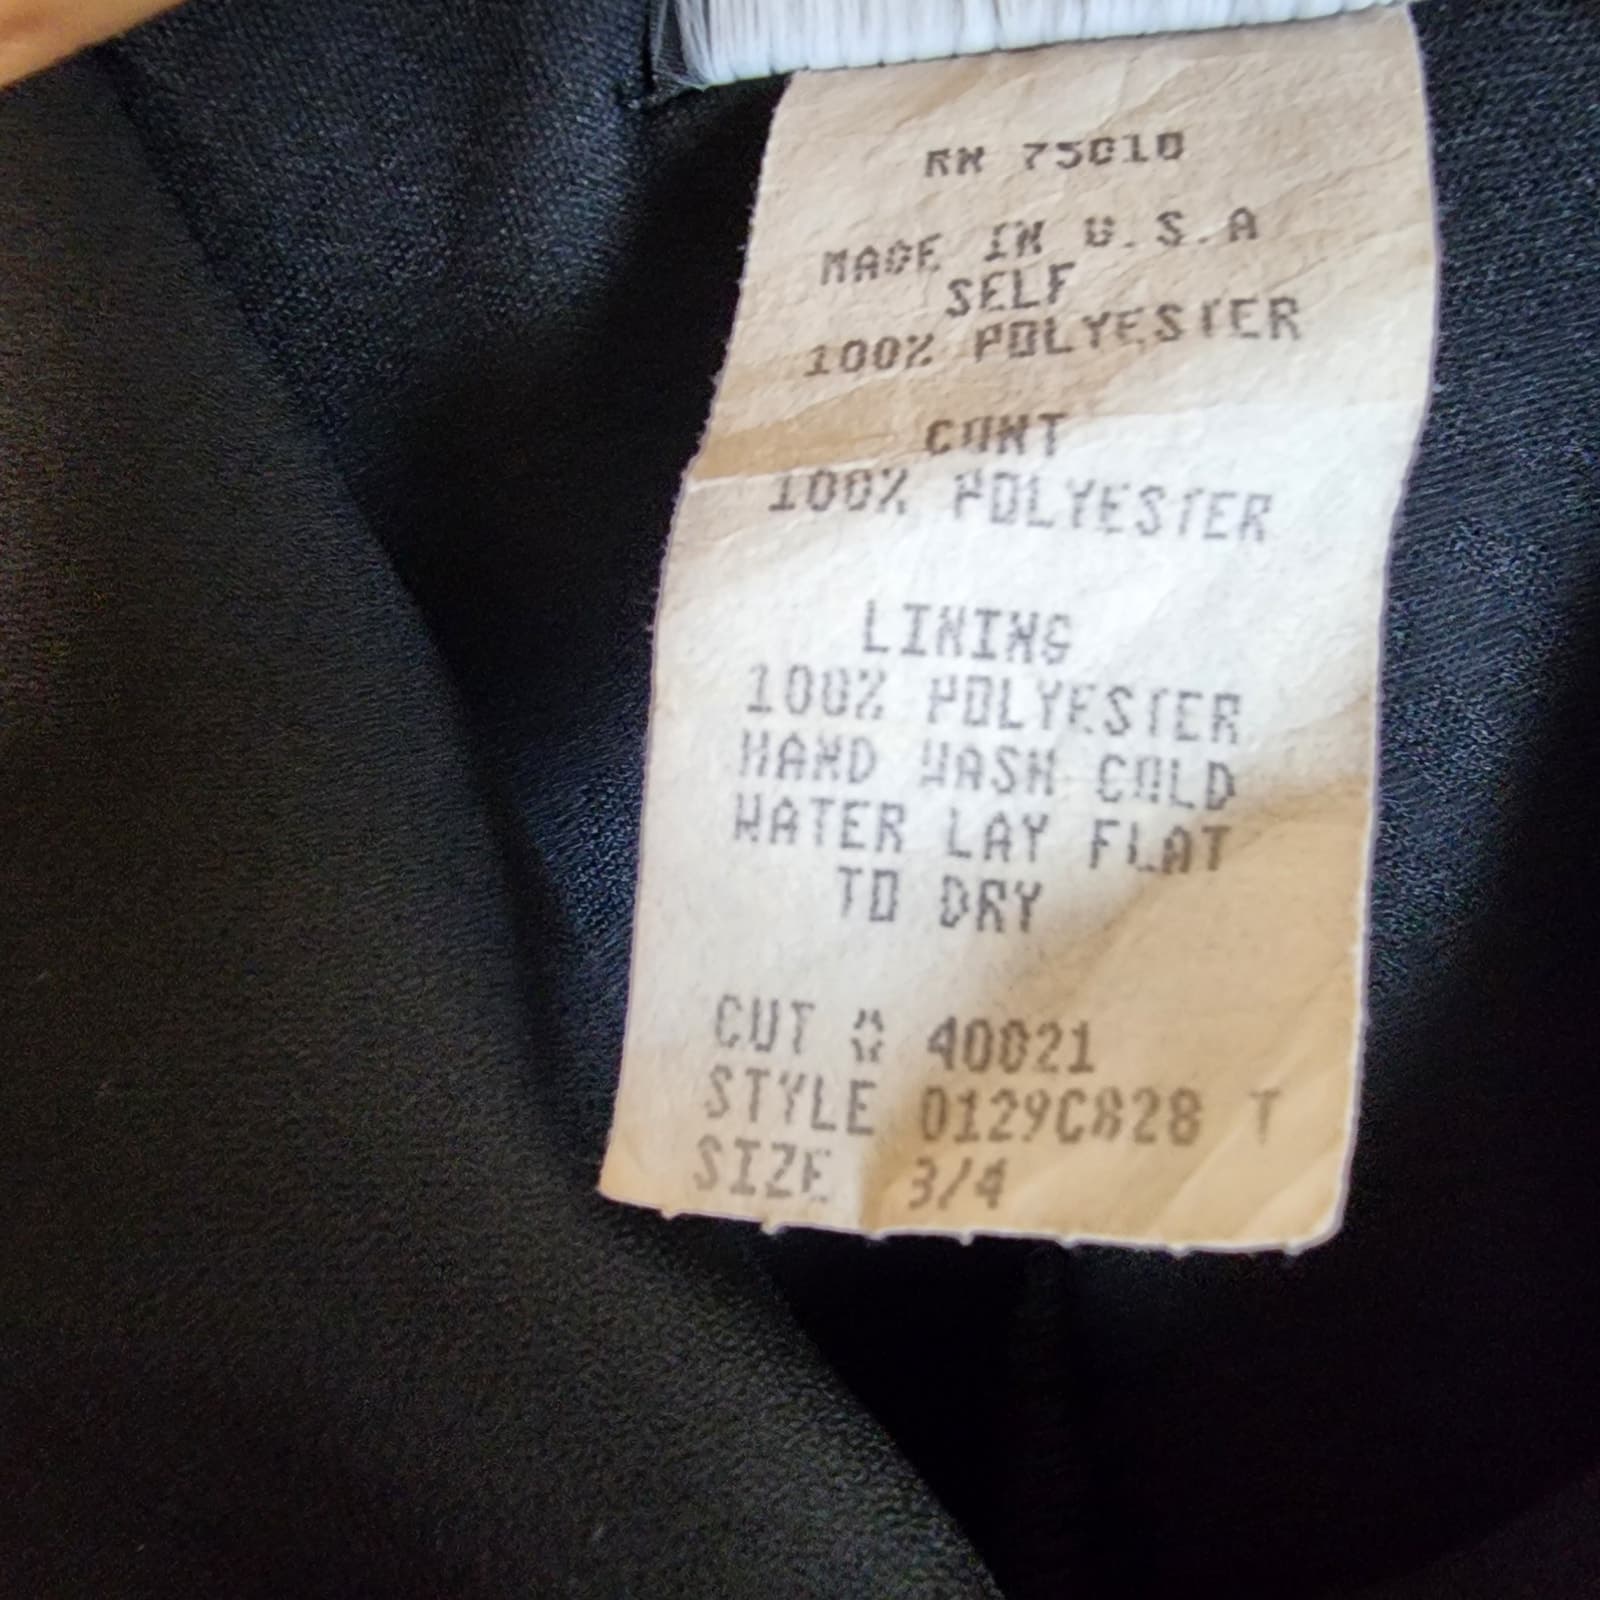 RN 75010
MADE IN U.S.A
SELF
100% POLYESTER
CONT
100% POLYESTER
LINING
100% POLYESTER
HAND WASH COLD
WATER LAY FLAT
TO DRY
CUT # 40021
STYLE 0129C828 T
SIZE 3/4